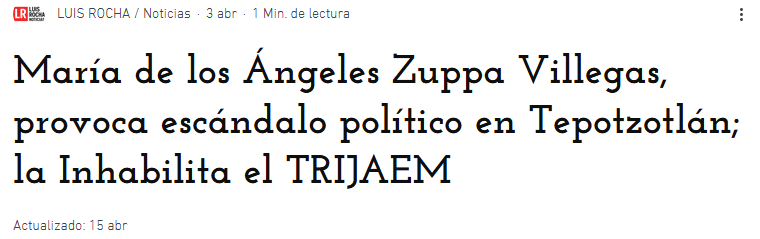 LR LUIS ROCHA NOTICIAS LUIS ROCHA / Noticias · 3 abr · 1 Min. de lectura
María de los Ángeles Zuppa Villegas,
provoca escándalo político en Tepotzotlán;
la Inhabilita el TRIJAEM
Actualizado: 15 abr